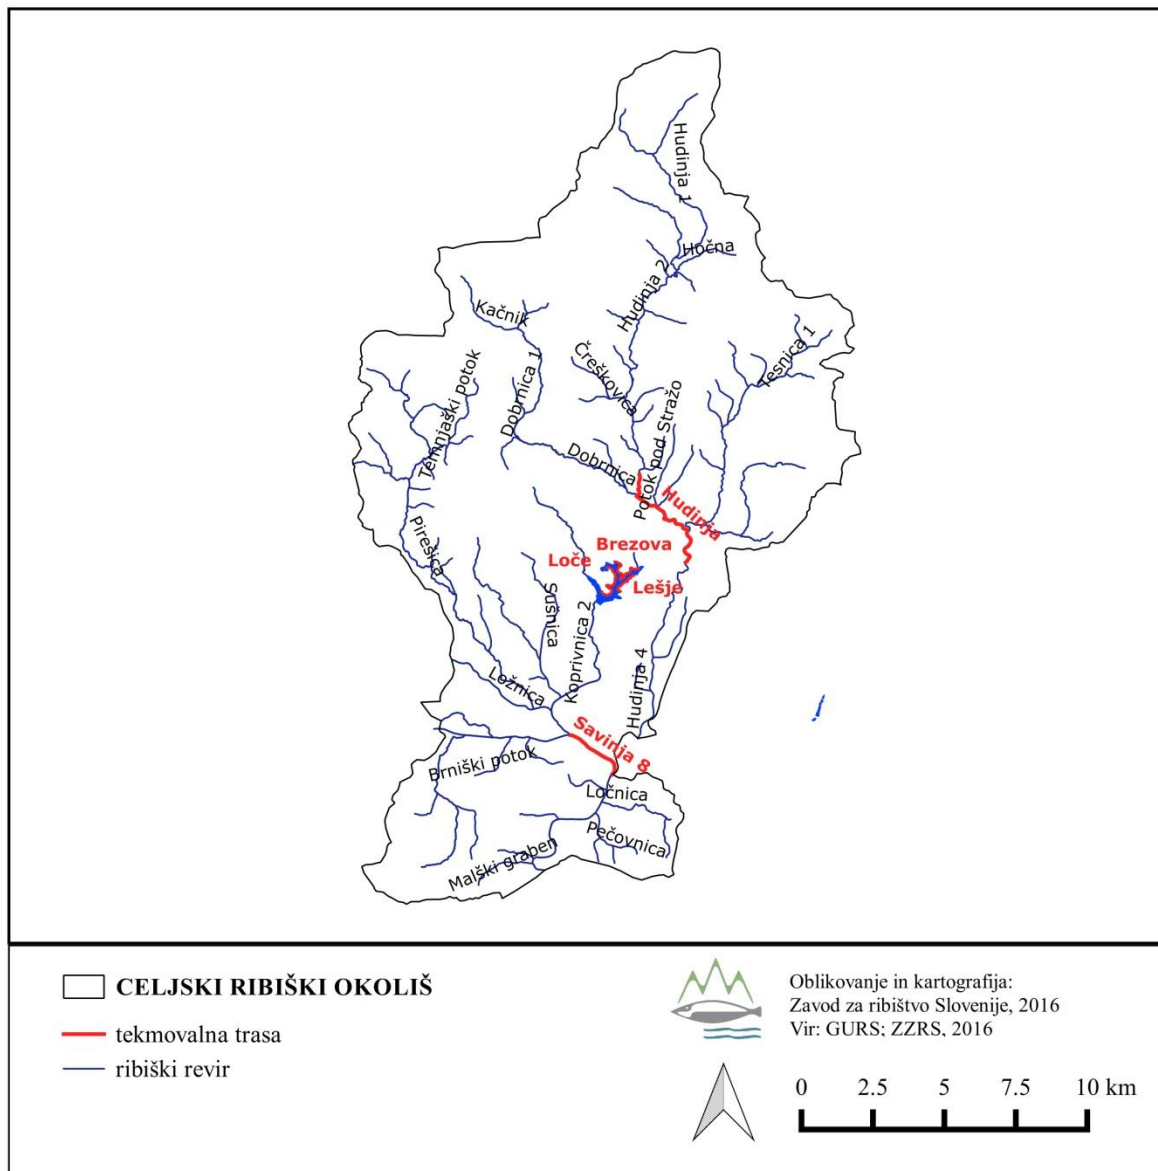 Hudinja 1
Hočna
Hudinja 2
Kačnik
Tesnica 1
Čreškovica
Temnjaški potok
Dobrnica 1
Potok pod Stražo
Dobrnica
Hudinja
Pirešica
Brezova
Loče
Lešje
Sušnica
Koprivnica 2
Hudinja 4
Ložnica
Savinja 8
Brniški potok
Ločnica
Pečovnica
Malški graben
CELJSKI RIBIŠKI OKOLIŠ
tekmovalna trasa
ribiški revir
Oblikovanje in kartografija:
Zavod za ribištvo Slovenije, 2016
Vir: GURS; ZZRS, 2016
0 2.5 5 7.5 10 km